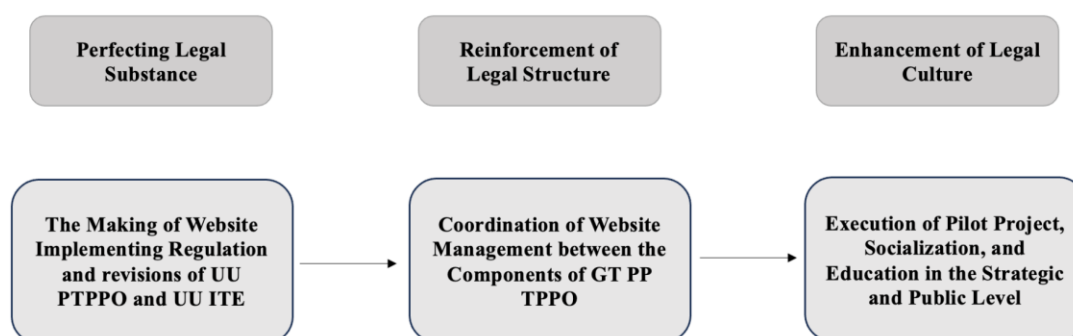 Perfecting Legal
Substance
Reinforcement of
Legal Structure
Enhancement of Legal
Culture
The Making of Website
Implementing Regulation
and revisions of UU
PTPPO and UU ITE
Coordination of Website
Management between the
Components of GT PP
TPPO
Execution of Pilot Project,
Socialization, and
Education in the Strategic
and Public Level